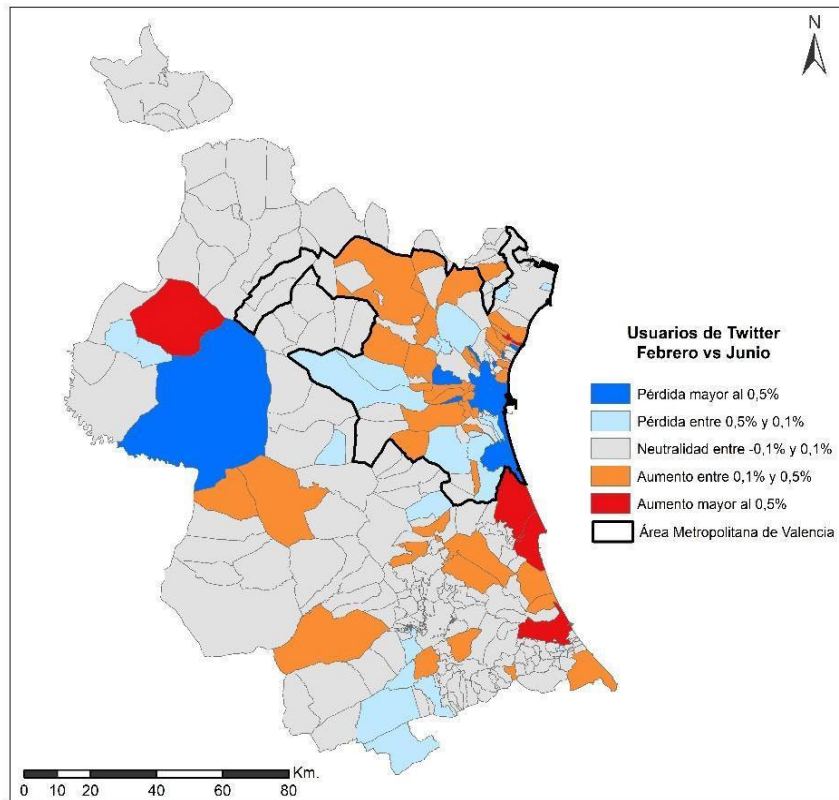 N
Usuarios de Twitter
Febrero vs Junio
Pérdida mayor al 0,5%
Pérdida entre 0,5% y 0,1%
Neutralidad entre -0,1% y 0,1%
Aumento entre 0,1% y 0,5%
Aumento mayor al 0,5%
Área Metropolitana de Valencia
Km.
0 10 20 40 60 80